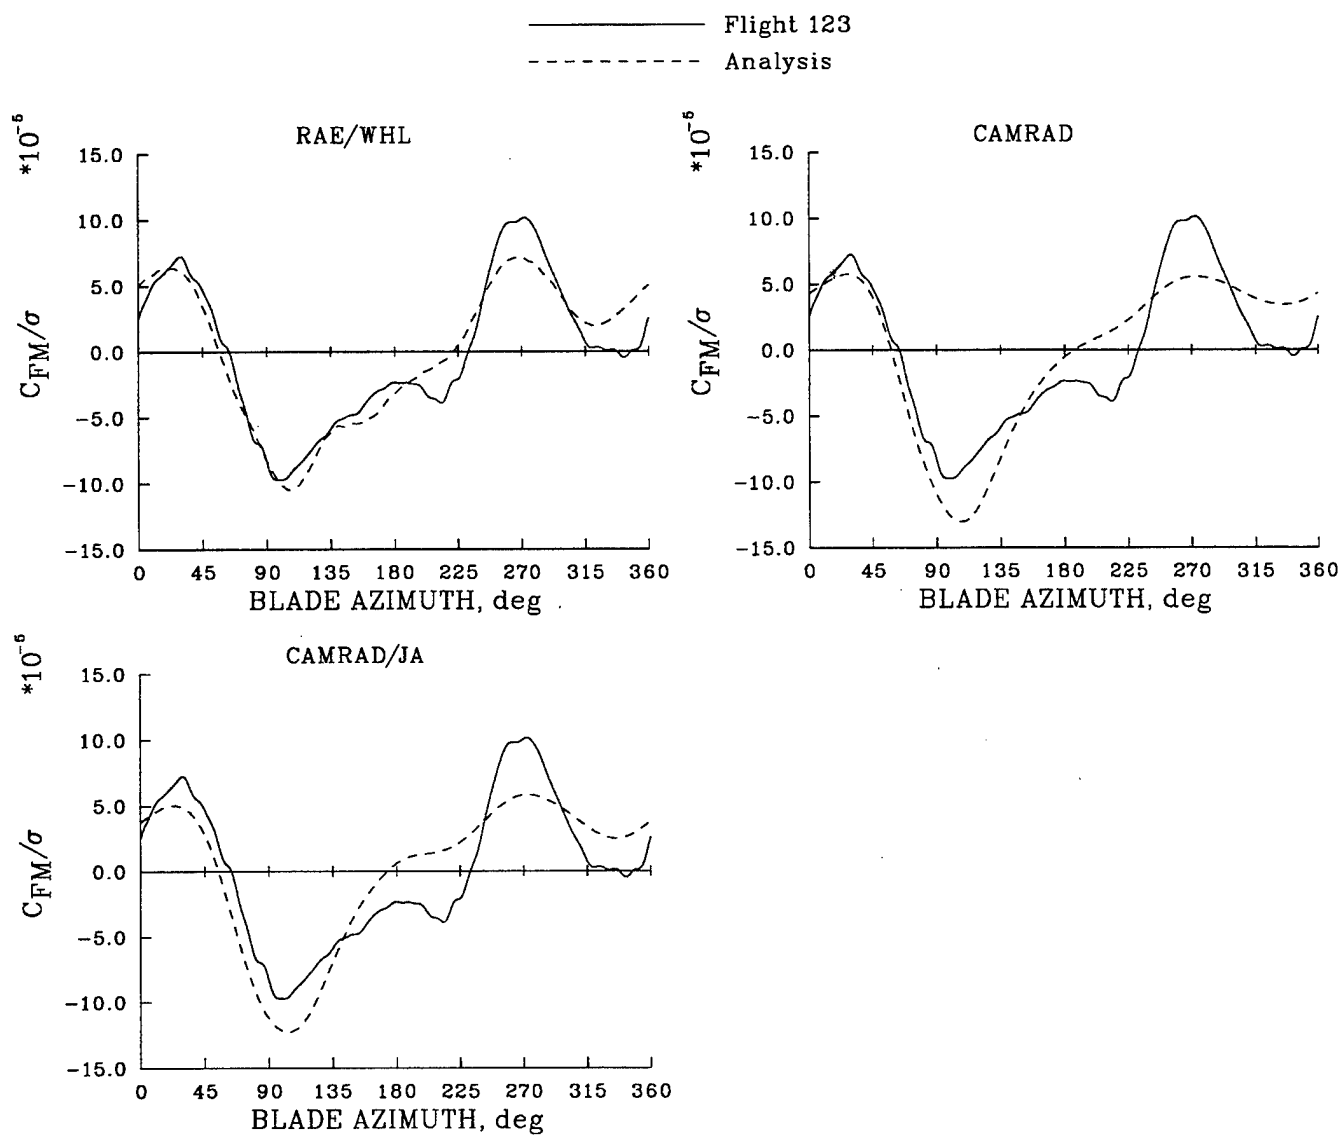 Flight 123
Analysis
RAE/WHL
*10⁻⁵
15.0
10.0
5.0
0.0
−5.0
−10.0
−15.0
C_FM/σ
0 45 90 135 180 225 270 315 360
BLADE AZIMUTH, deg
CAMRAD
*10⁻⁵
15.0
10.0
5.0
0.0
−5.0
−10.0
−15.0
C_FM/σ
0 45 90 135 180 225 270 315 360
BLADE AZIMUTH, deg
CAMRAD/JA
*10⁻⁵
15.0
10.0
5.0
0.0
−5.0
−10.0
−15.0
C_FM/σ
0 45 90 135 180 225 270 315 360
BLADE AZIMUTH, deg